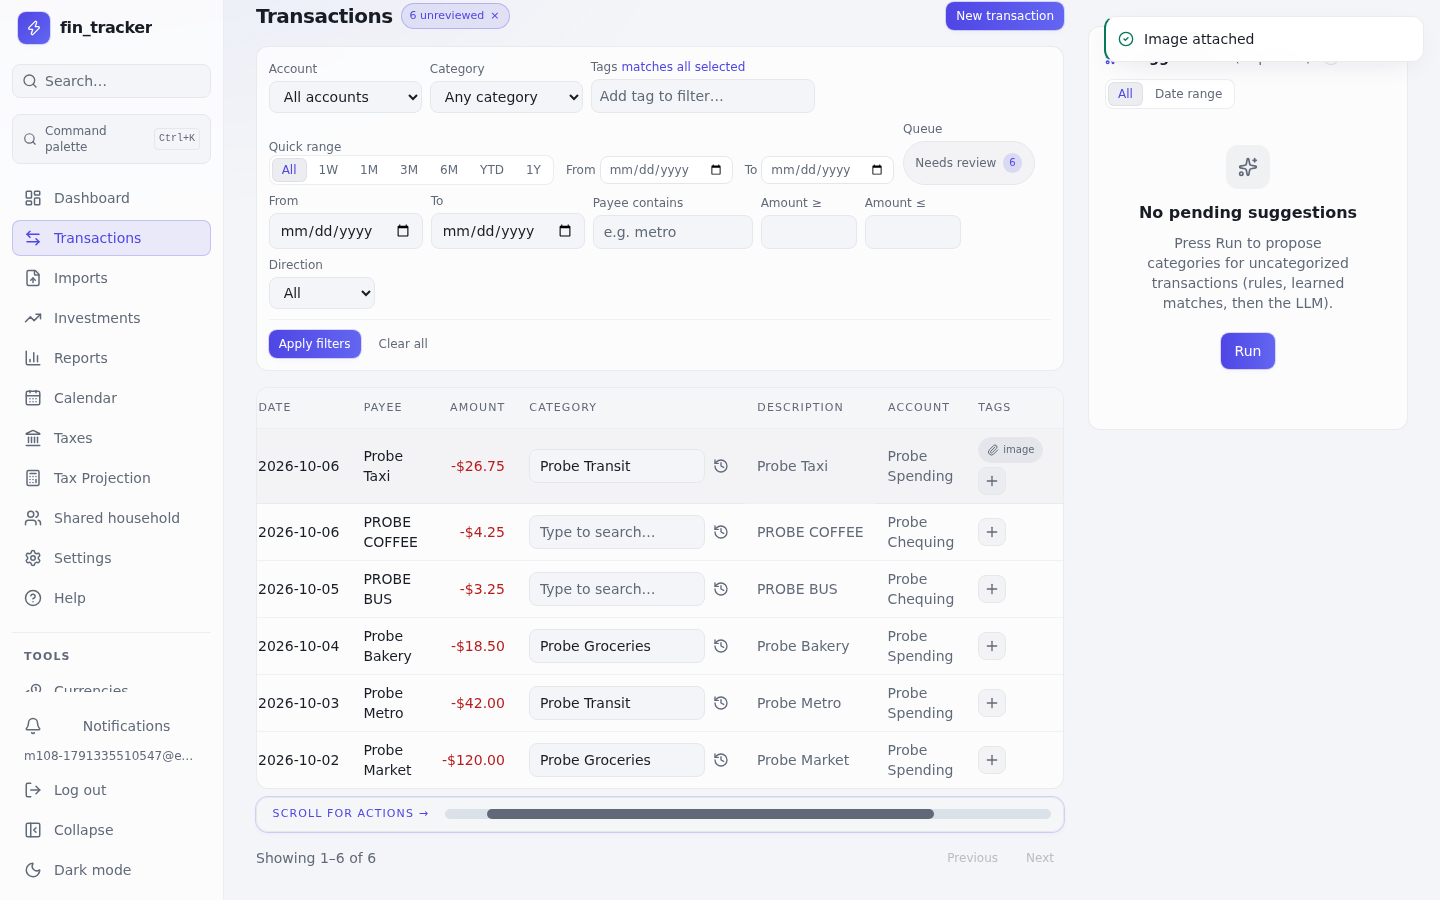 fin_tracker
Search...
Command palette
Ctrl+K
Dashboard
Transactions
Imports
Investments
Reports
Calendar
Taxes
Tax Projection
Shared household
Settings
Help
TOOLS
Currencies
Notifications
m108-1791335510547@e...
Log out
Collapse
Dark mode
Transactions
6 unreviewed ×
New transaction
Account
All accounts
Category
Any category
Tags matches all selected
Add tag to filter...
Quick range
All 1W 1M 3M 6M YTD 1Y
From mm/dd/yyyy
To mm/dd/yyyy
Queue
Needs review 6
From
mm/dd/yyyy
To
mm/dd/yyyy
Payee contains
e.g. metro
Amount ≥
Amount ≤
Direction
All
Apply filters
Clear all
DATE PAYEE AMOUNT CATEGORY DESCRIPTION ACCOUNT TAGS
2026-10-06 Probe Taxi -$26.75 Probe Transit Probe Taxi Probe Spending image
2026-10-06 PROBE COFFEE -$4.25 Type to search... PROBE COFFEE Probe Chequing
2026-10-05 PROBE BUS -$3.25 Type to search... PROBE BUS Probe Chequing
2026-10-04 Probe Bakery -$18.50 Probe Groceries Probe Bakery Probe Spending
2026-10-03 Probe Metro -$42.00 Probe Transit Probe Metro Probe Spending
2026-10-02 Probe Market -$120.00 Probe Groceries Probe Market Probe Spending
SCROLL FOR ACTIONS →
Showing 1–6 of 6
Previous
Next
Image attached
All
Date range
No pending suggestions
Press Run to propose
categories for uncategorized
transactions (rules, learned
matches, then the LLM).
Run